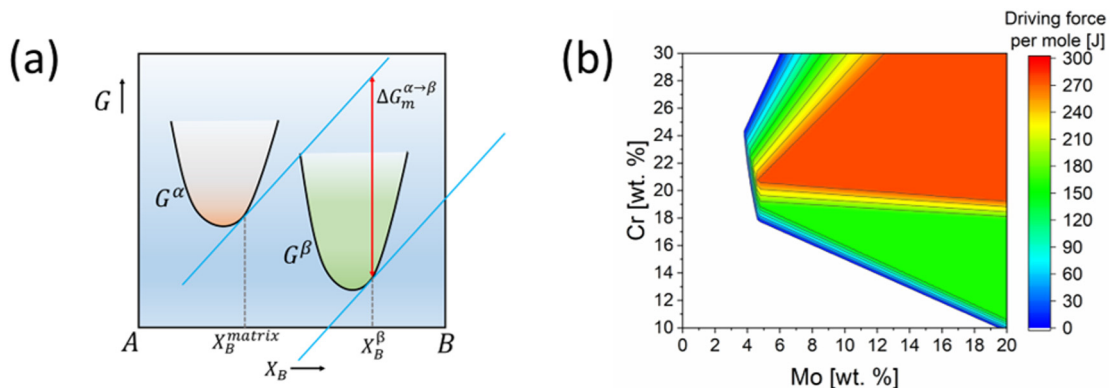 (a)
G
ΔG_m^{α→β}
G^α
G^β
A
X_B^{matrix}
X_B^β
B
X_B
(b)
Driving force
per mole [J]
30
28
26
24
22
20
18
16
14
12
10
Cr [wt. %]
0 2 4 6 8 10 12 14 16 18 20
Mo [wt. %]
300
270
240
210
180
150
120
90
60
30
0